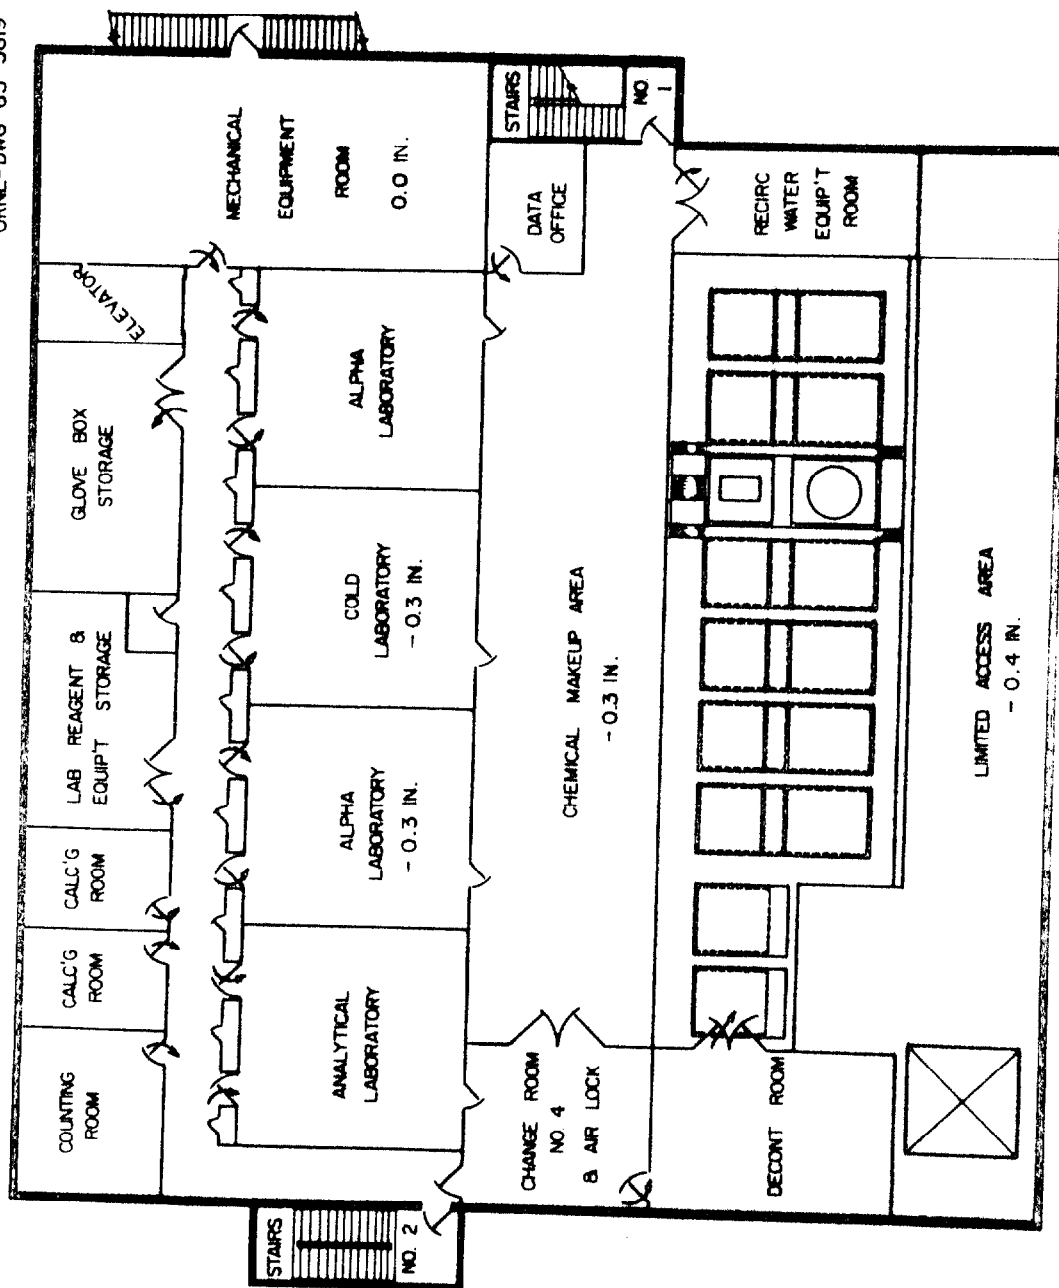 ORNL-DWG
COUNTING
ROOM
CALC'G
ROOM
CALC'G
ROOM
LAB REAGENT &
EQUIP'T STORAGE
GLOVE BOX
STORAGE
ELEVATOR
MECHANICAL
EQUIPMENT
ROOM
0.0 IN.
STAIRS
NO. 2
ANALYTICAL
LABORATORY
ALPHA
LABORATORY
- 0.3 IN.
COLD
LABORATORY
- 0.3 IN.
ALPHA
LABORATORY
DATA
OFFICE
STAIRS
NO.
1
CHANGE ROOM
NO. 4
& AIR LOCK
CHEMICAL MAKEUP AREA
- 0.3 IN.
RECIRC
WATER
EQUIP'T
ROOM
DECONT ROOM
LIMITED ACCESS AREA
- 0.4 IN.